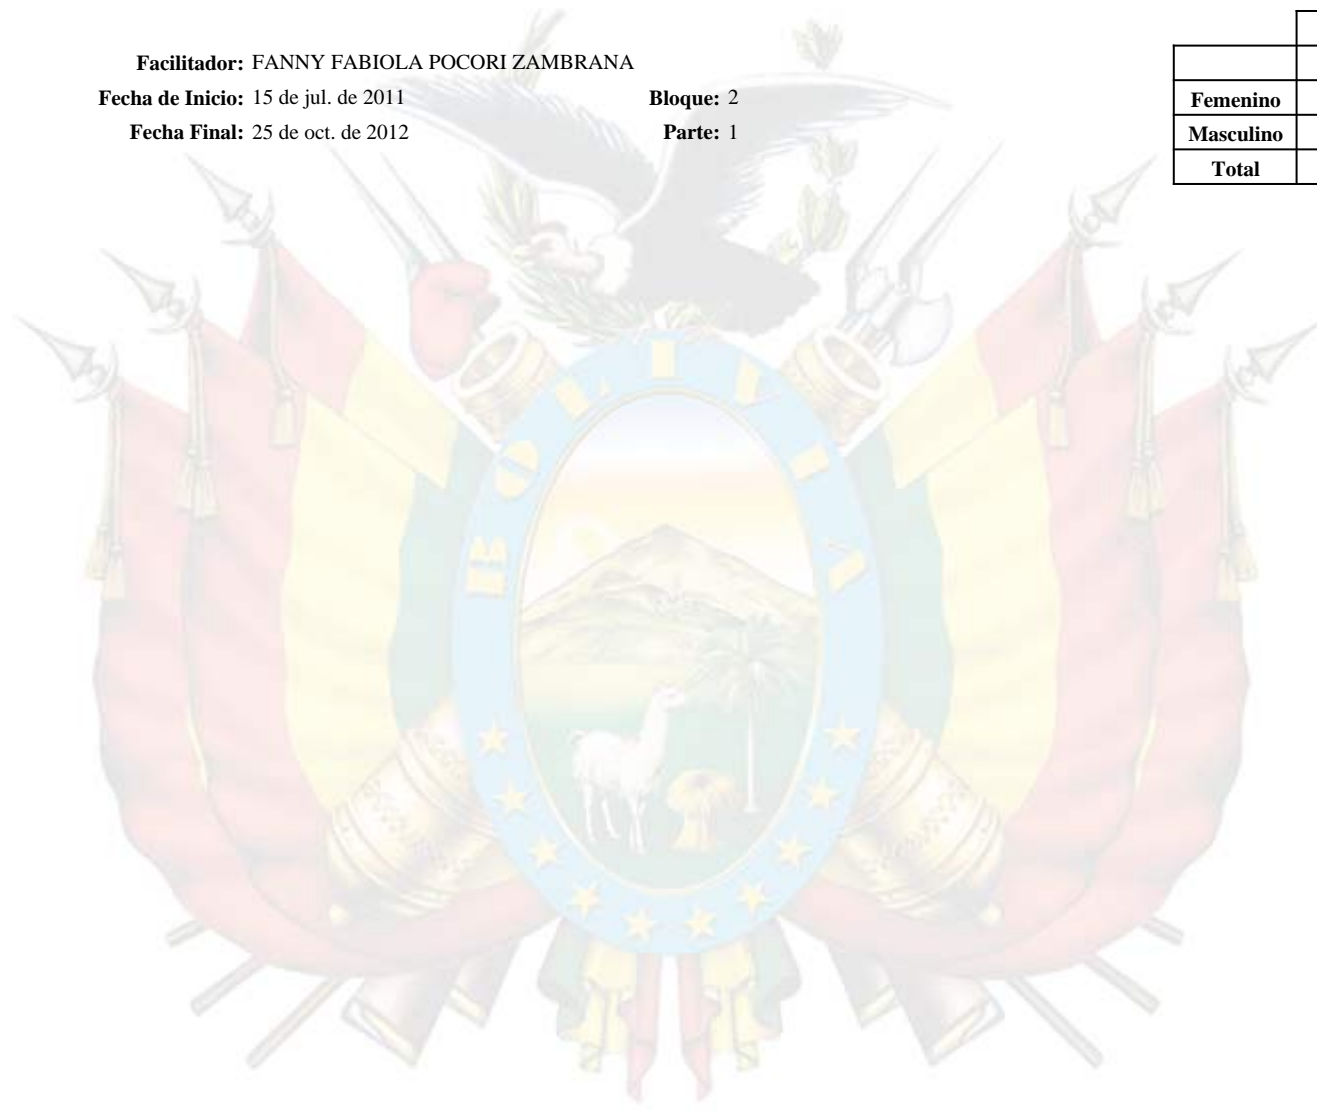 Facilitador: FANNY FABIOLA POCORI ZAMBRANA
Fecha de Inicio: 15 de jul. de 2011 Bloque: 2
Fecha Final: 25 de oct. de 2012 Parte: 1
Femenino
Masculino
Total
BOLIVIA